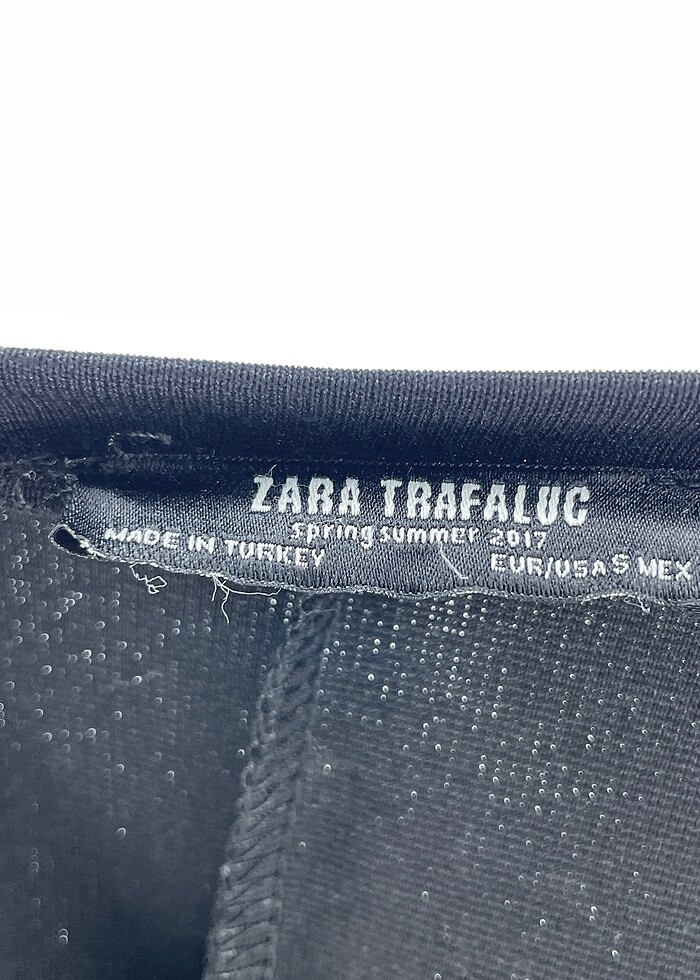 ZARA TRAFALUC
spring summer 2017
MADE IN TURKEY
EUR/USA S MEX